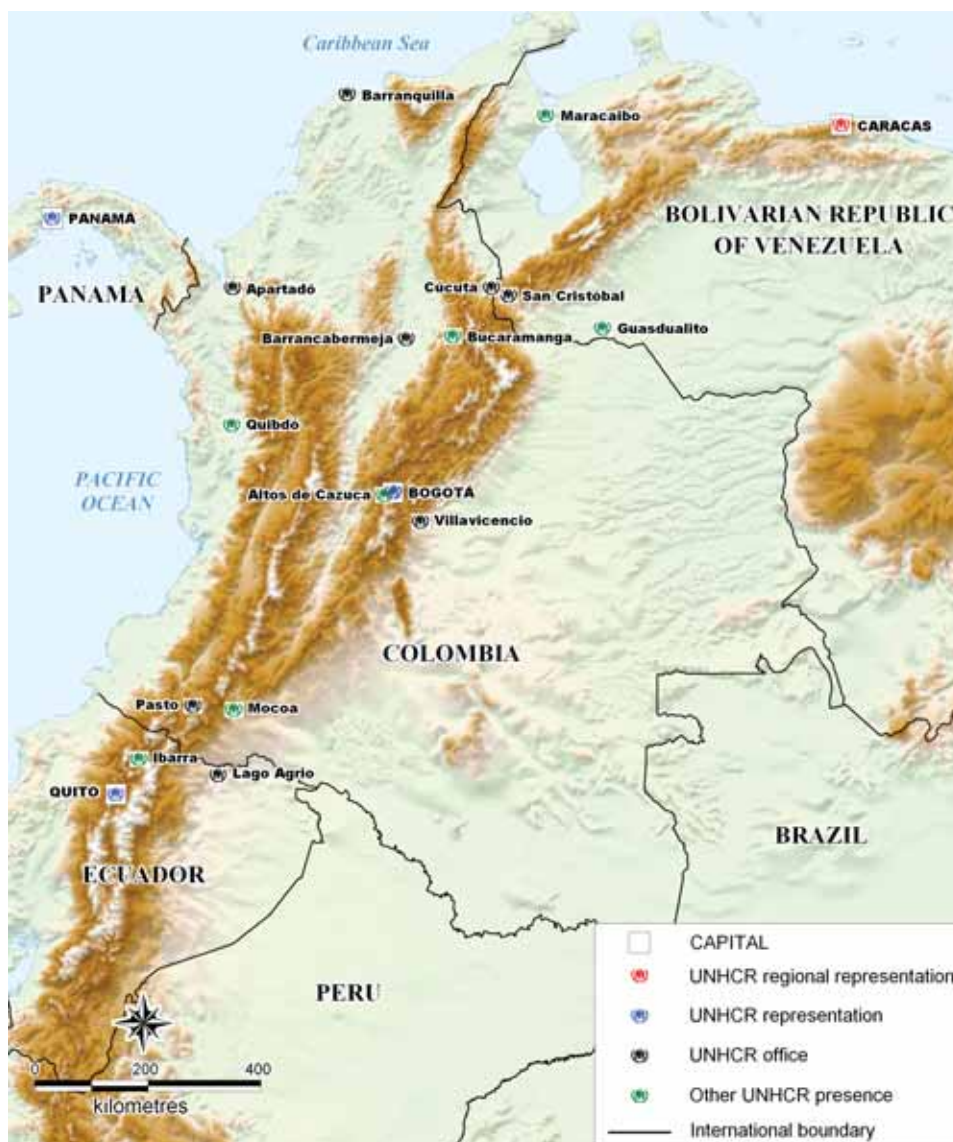 Caribbean Sea
Barranquilla
Maracaibo
CARACAS
PANAMA
BOLIVARIAN REPUBLIC
OF VENEZUELA
PANAMA
Apartadó
Cúcuta
San Cristóbal
Barrancabermeja
Bucaramanga
Guasdualito
Quibdó
PACIFIC
OCEAN
Altos de Cazuca
BOGOTÁ
Villavicencio
COLOMBIA
Pasto
Mocoa
Ibarra
Lago Agrio
QUITO
BRAZIL
ECUADOR
PERU
CAPITAL
UNHCR regional representation
UNHCR representation
UNHCR office
Other UNHCR presence
International boundary
0 200 400
kilometres